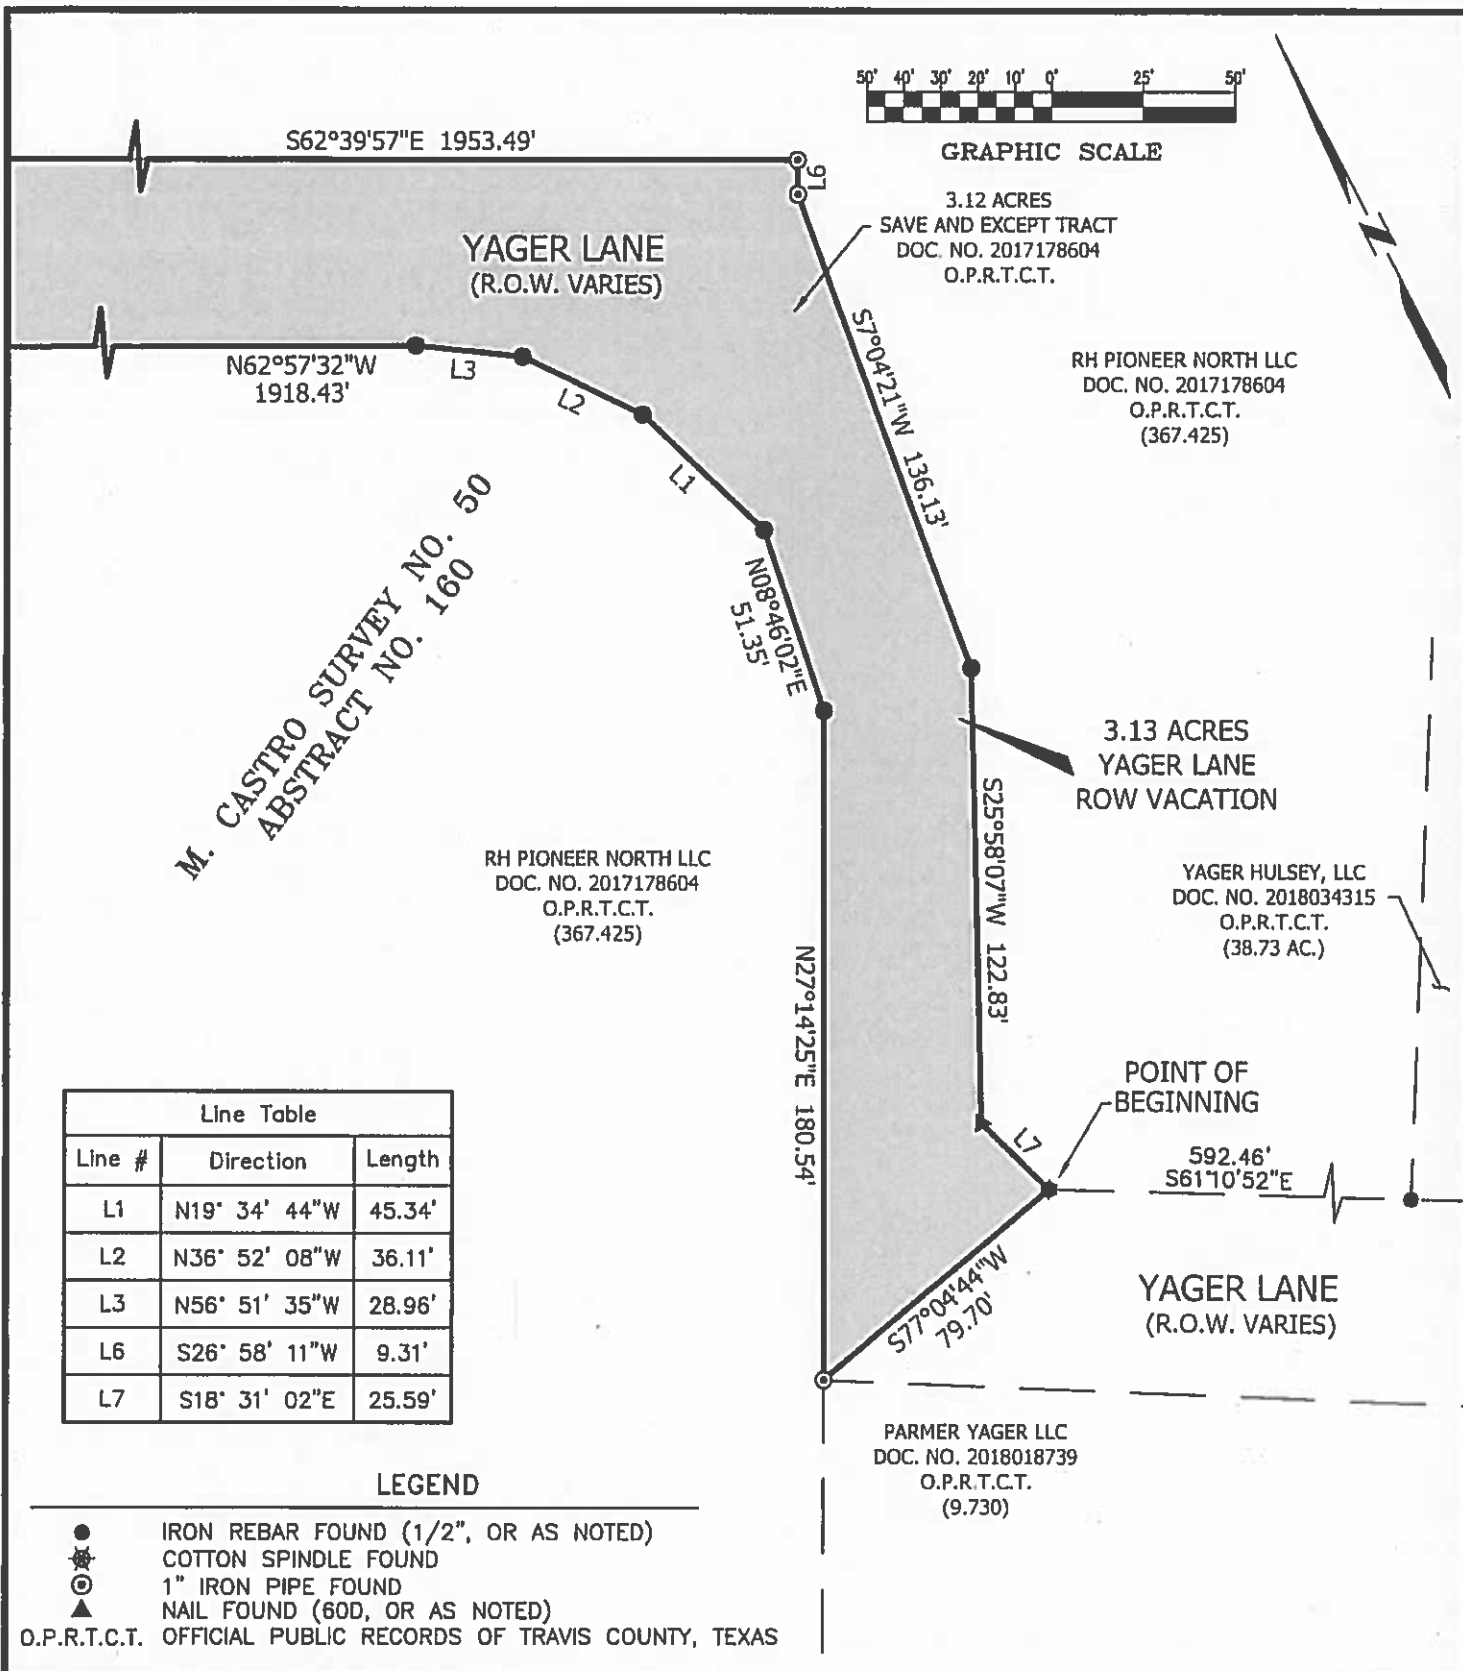 50' 40' 30' 20' 10' 0' 25' 50'
GRAPHIC SCALE
S62°39'57"E 1953.49'
L6
3.12 ACRES
SAVE AND EXCEPT TRACT
DOC. NO. 2017178604
O.P.R.T.C.T.
YAGER LANE
(R.O.W. VARIES)
N62°57'32"W
1918.43'
L3
L2
L1
S7°04'21"W 136.13'
RH PIONEER NORTH LLC
DOC. NO. 2017178604
O.P.R.T.C.T.
(367.425)
M. CASTRO SURVEY NO. 50
ABSTRACT NO. 160
N08°46'02"E
51.35'
3.13 ACRES
YAGER LANE
ROW VACATION
S25°58'07"W 122.83'
RH PIONEER NORTH LLC
DOC. NO. 2017178604
O.P.R.T.C.T.
(367.425)
YAGER HULSEY, LLC
DOC. NO. 2018034315
O.P.R.T.C.T.
(38.73 AC.)
N27°14'25"E 180.54'
POINT OF
BEGINNING
L7
592.46'
S61°10'52"E
S77°04'44"W
79.70'
YAGER LANE
(R.O.W. VARIES)
Line Table
Line # Direction Length
L1 N19° 34' 44"W 45.34'
L2 N36° 52' 08"W 36.11'
L3 N56° 51' 35"W 28.96'
L6 S26° 58' 11"W 9.31'
L7 S18° 31' 02"E 25.59'
PARMER YAGER LLC
DOC. NO. 2018018739
O.P.R.T.C.T.
(9.730)
LEGEND
IRON REBAR FOUND (1/2", OR AS NOTED)
COTTON SPINDLE FOUND
1" IRON PIPE FOUND
NAIL FOUND (60D, OR AS NOTED)
O.P.R.T.C.T. OFFICIAL PUBLIC RECORDS OF TRAVIS COUNTY, TEXAS